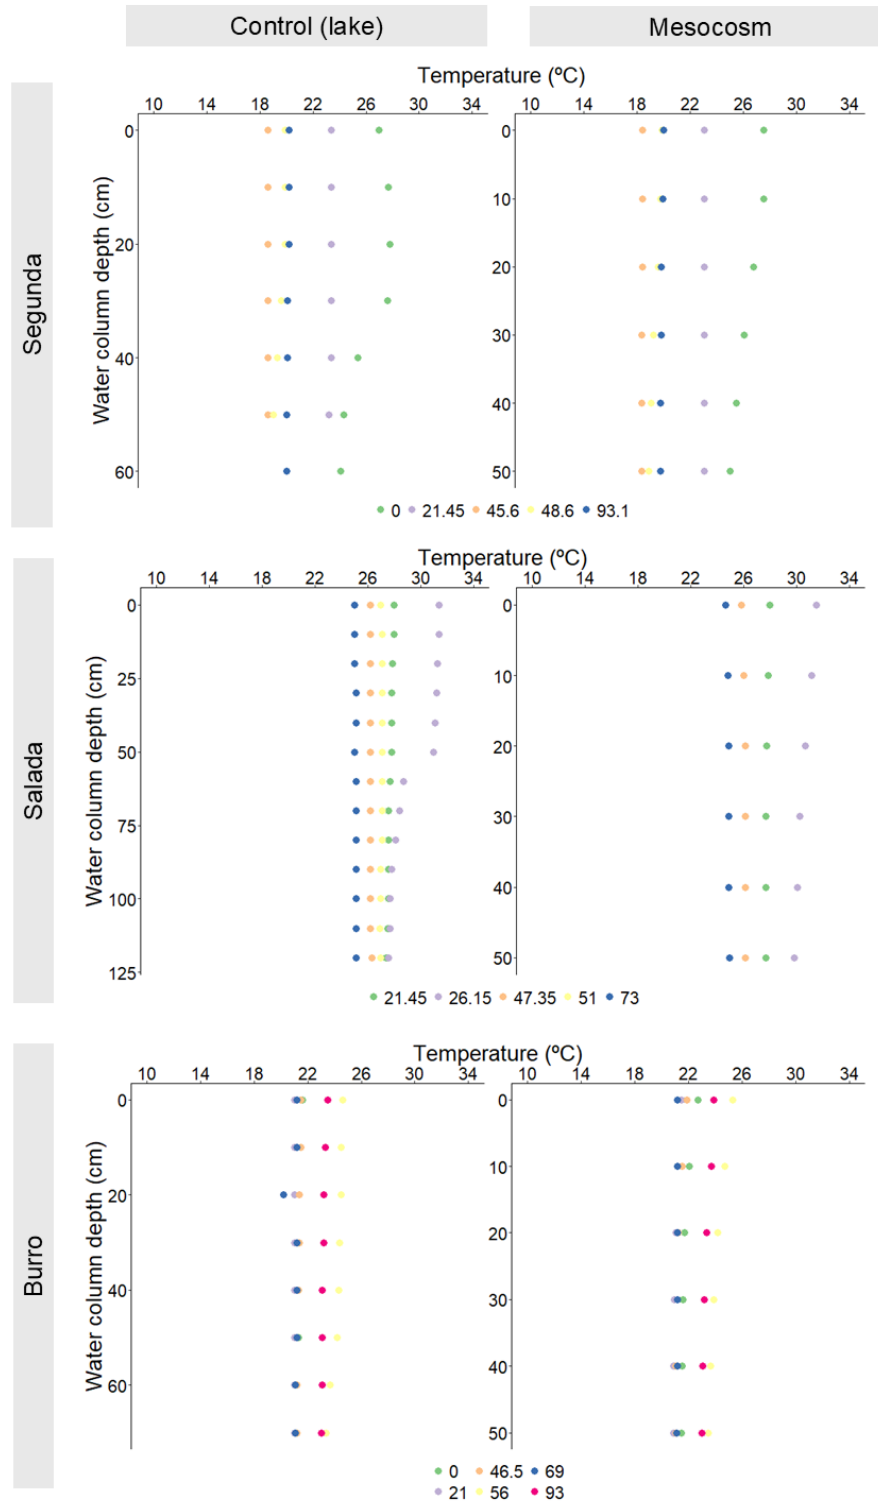 Control (lake) Mesocosm
Segunda
Temperature (ºC) Temperature (ºC)
10 14 18 22 26 30 34 10 14 18 22 26 30 34
Water column depth (cm)
0 0
10
20 20
30
40 40
60 50
0 21.45 45.6 48.6 93.1
Salada
Temperature (ºC) Temperature (ºC)
10 14 18 22 26 30 34 10 14 18 22 26 30 34
Water column depth (cm)
0 0
25 10
50 20
75 30
100 40
125 50
21.45 26.15 47.35 51 73
Burro
Temperature (ºC) Temperature (ºC)
10 14 18 22 26 30 34 10 14 18 22 26 30 34
Water column depth (cm)
0 0
10
20 20
30
40 40
60 50
0 46.5 69
21 56 93